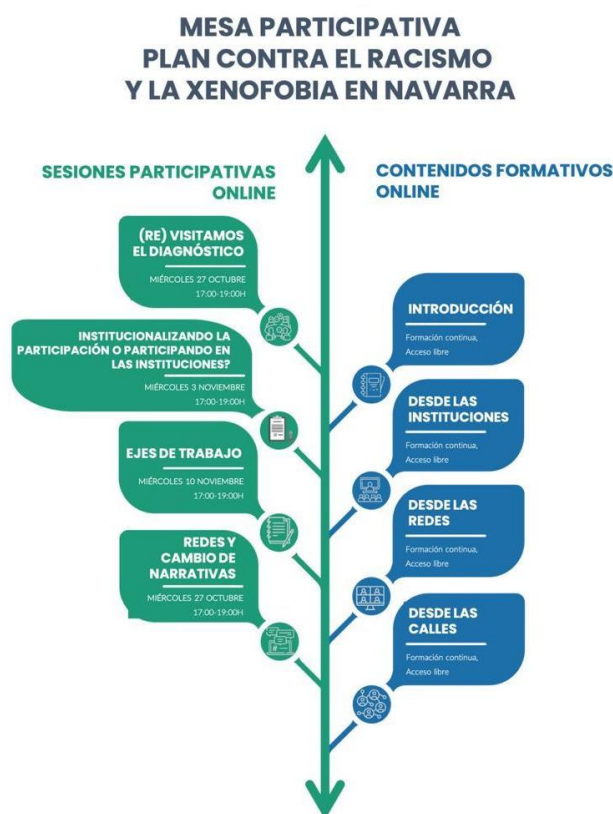 MESA PARTICIPATIVA
PLAN CONTRA EL RACISMO
Y LA XENOFOBIA EN NAVARRA
SESIONES PARTICIPATIVAS
ONLINE
(RE) VISITAMOS
EL DIAGNÓSTICO
MIÉRCOLES 27 OCTUBRE
17:00-19:00H
INSTITUCIONALIZANDO LA
PARTICIPACIÓN O PARTICIPANDO EN
LAS INSTITUCIONES?
MIÉRCOLES 3 NOVIEMBRE
17:00-19:00H
EJES DE TRABAJO
MIÉRCOLES 10 NOVIEMBRE
17:00-19:00H
REDES Y
CAMBIO DE
NARRATIVAS
MIÉRCOLES 27 OCTUBRE
17:00-19:00H
CONTENIDOS FORMATIVOS
ONLINE
INTRODUCCIÓN
Formación continua,
Acceso libre
DESDE LAS
INSTITUCIONES
Formación continua,
Acceso libre
DESDE LAS
REDES
Formación continua,
Acceso libre
DESDE LAS
CALLES
Formación continua,
Acceso libre